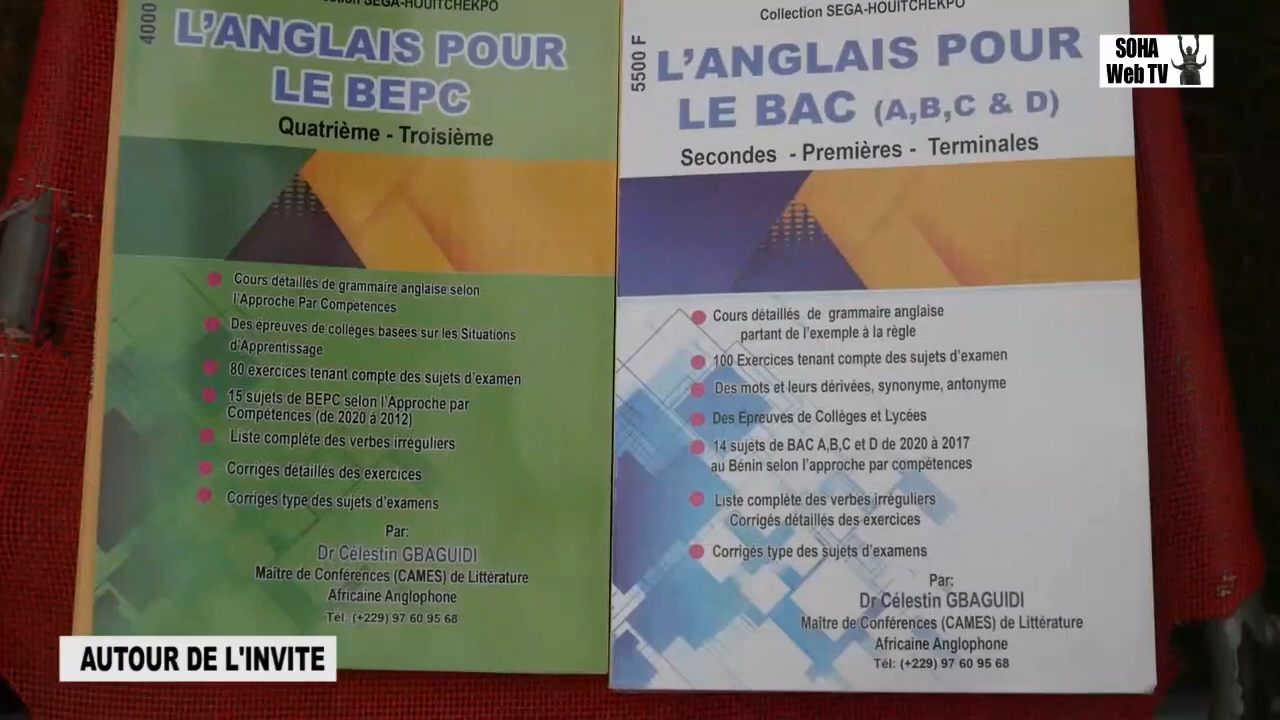 Collection SEGA-HOUITCHEKPO
4000
L'ANGLAIS POUR
LE BEPC
Quatrième - Troisième
Cours détaillés de grammaire anglaise selon
l'Approche Par Compétences
Des épreuves de collèges basées sur les Situations
d'Apprentissage
80 exercices tenant compte des sujets d'examen
15 sujets de BEPC selon l'Approche par
Compétences (de 2020 à 2012)
Liste complète des verbes irréguliers
Corrigés détaillés des exercices
Corrigés type des sujets d'examens
Par:
Dr Célestin GBAGUIDI
Maître de Conférences (CAMES) de Littérature
Africaine Anglophone
Tél: (+229) 97 60 95 68
Collection SEGA-HOUITCHEKPO
5500 F
L'ANGLAIS POUR
LE BAC (A,B,C & D)
Secondes - Premières - Terminales
Cours détaillés de grammaire anglaise
partant de l'exemple à la règle
100 Exercices tenant compte des sujets d'examen
Des mots et leurs dérivées, synonyme, antonyme
Des Epreuves de Collèges et Lycées
14 sujets de BAC A,B,C et D de 2020 à 2017
au Bénin selon l'approche par compétences
Liste complète des verbes irréguliers
Corrigés détaillés des exercices
Corrigés type des sujets d'examens
Par:
Dr Célestin GBAGUIDI
Maître de Conférences (CAMES) de Littérature
Africaine Anglophone
Tél: (+229) 97 60 95 68
SOHA
Web TV
AUTOUR DE L'INVITE